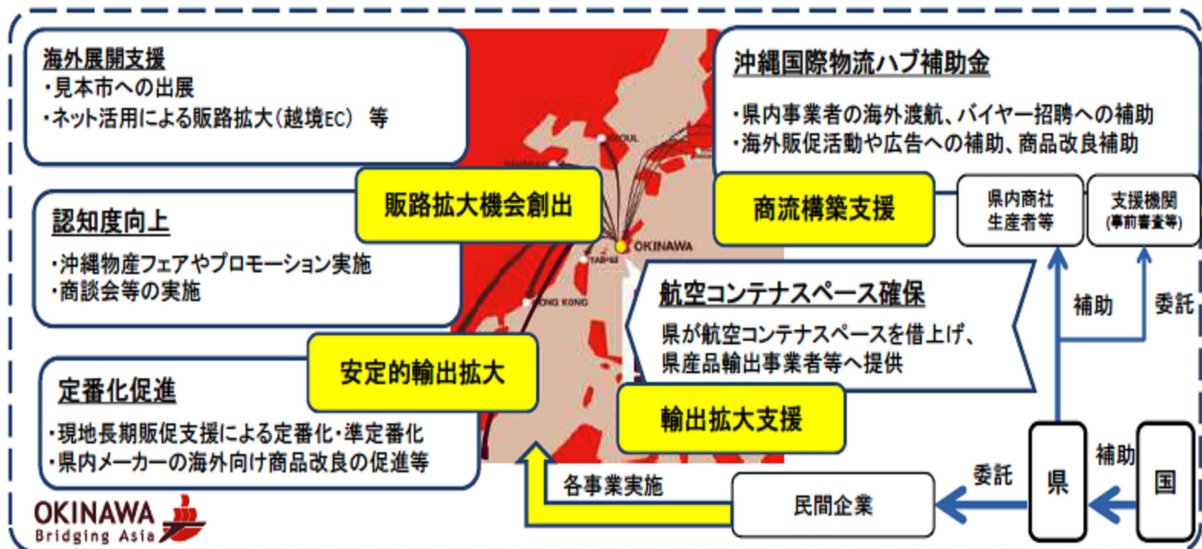 海外展開支援
・見本市への出展
・ネット活用による販路拡大(越境EC) 等
販路拡大機会創出
認知度向上
・沖縄物産フェアやプロモーション実施
・商談会等の実施
安定的輸出拡大
定番化促進
・現地長期販促支援による定番化・準定番化
・県内メーカーの海外向け商品改良の促進等
OKINAWA
Bridging Asia
OKINAWA
HONG KONG
沖縄国際物流ハブ補助金
・県内事業者の海外渡航、バイヤー招聘への補助
・海外販促活動や広告への補助、商品改良補助
商流構築支援
県内商社
生産者等
支援機関
(事前審査等)
航空コンテナスペース確保
県が航空コンテナスペースを借上げ、
県産品輸出事業者等へ提供
輸出拡大支援
補助
委託
各事業実施
民間企業
委託
県
補助
国